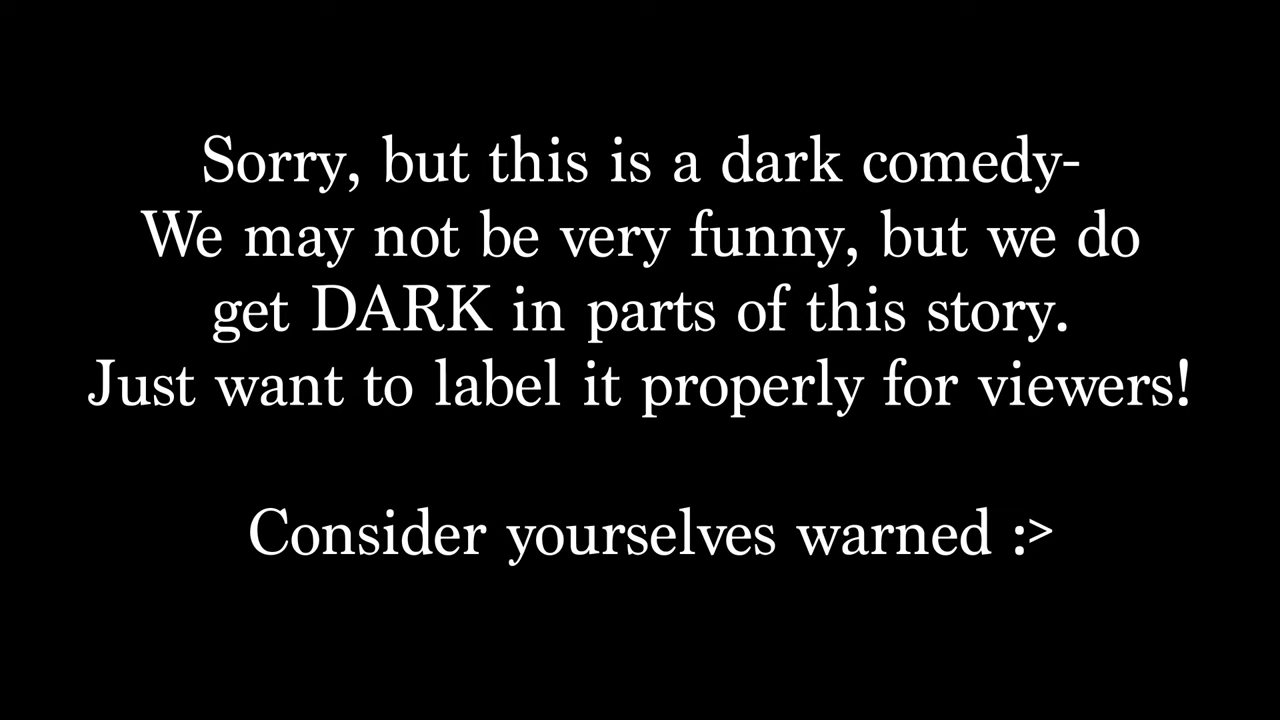 Sorry, but this is a dark comedy-
We may not be very funny, but we do
get DARK in parts of this story.
Just want to label it properly for viewers!
Consider yourselves warned :>